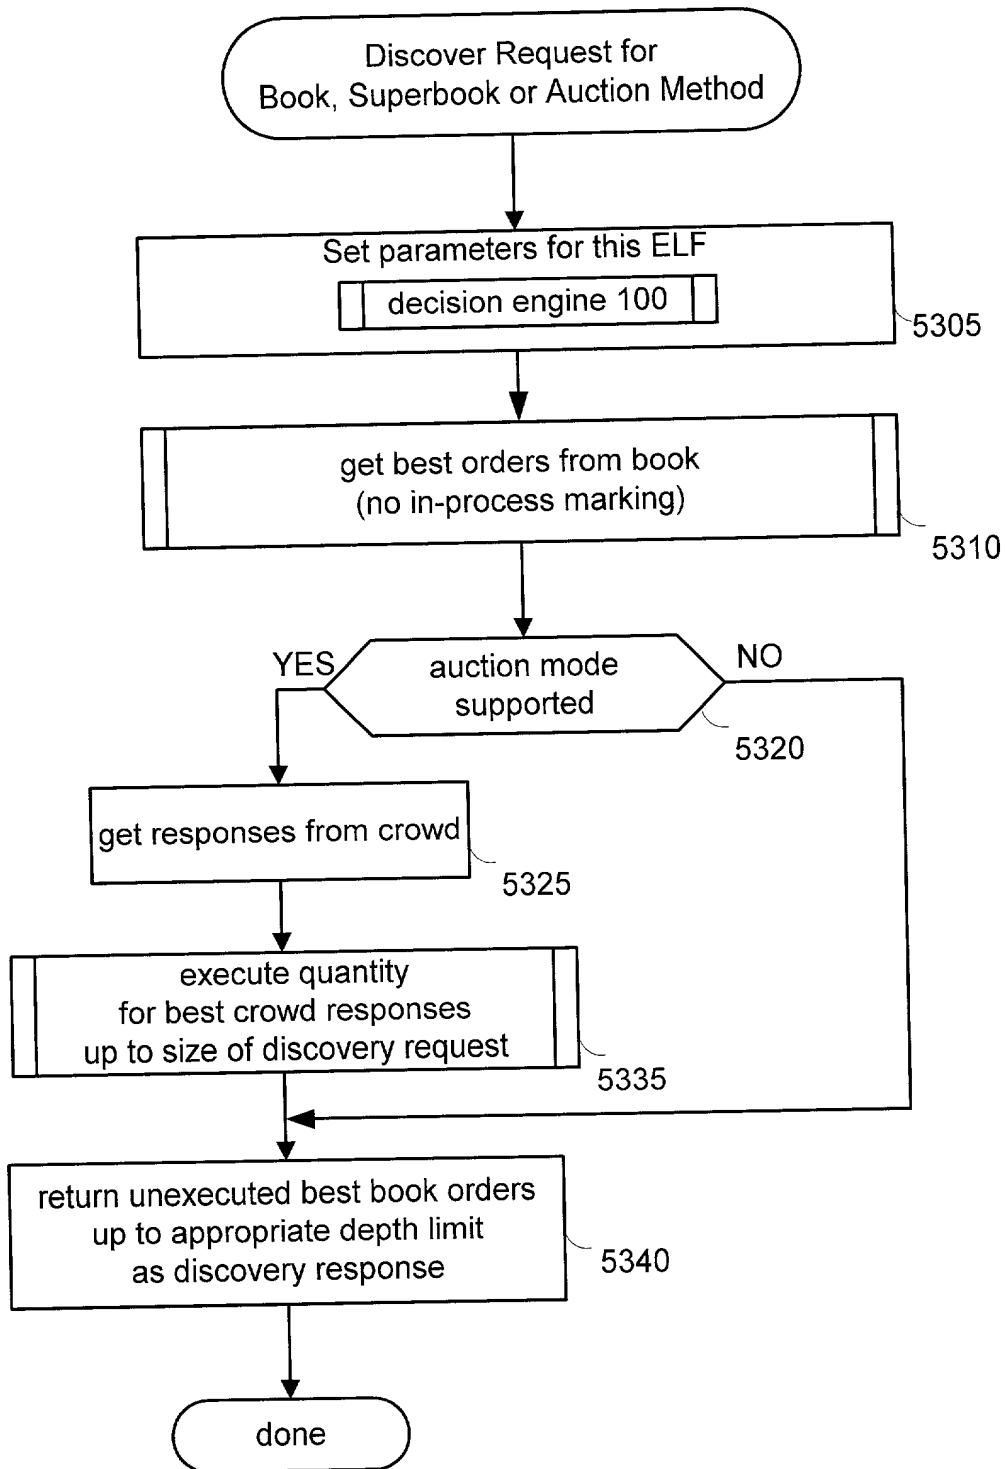 Discover Request for
Book, Superbook or Auction Method
Set parameters for this ELF
decision engine 100
5305
get best orders from book
(no in-process marking)
5310
YES
auction mode
supported
NO
5320
get responses from crowd
5325
execute quantity
for best crowd responses
up to size of discovery request
5335
return unexecuted best book orders
up to appropriate depth limit
as discovery response
5340
done